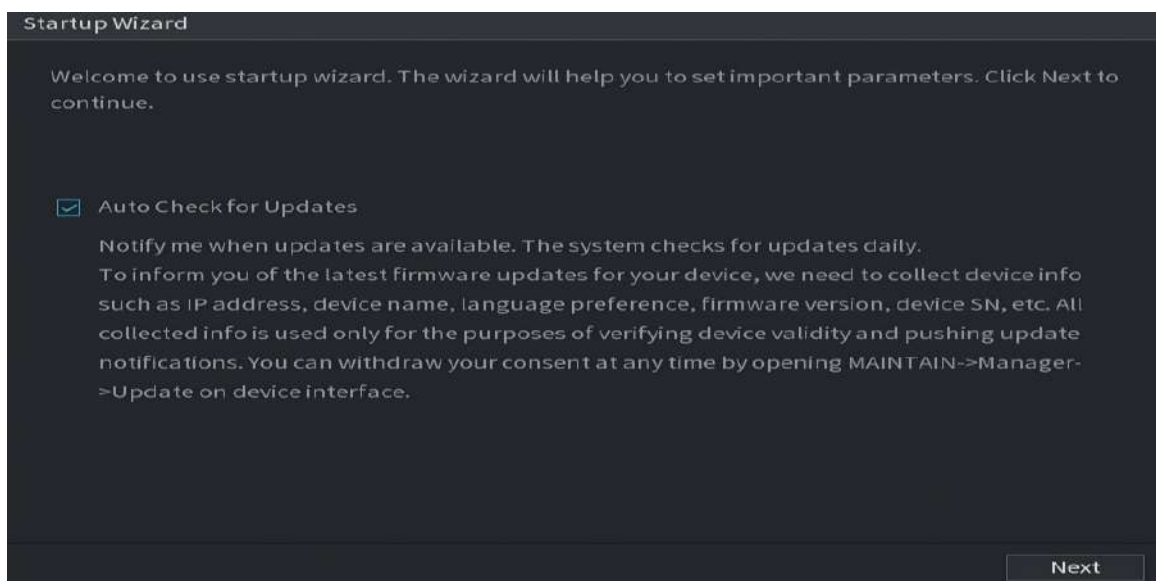 Startup Wizard
Welcome to use startup wizard. The wizard will help you to set important parameters. Click Next to
continue.
Auto Check for Updates
Notify me when updates are available. The system checks for updates daily.
To inform you of the latest firmware updates for your device, we need to collect device info
such as IP address, device name, language preference, firmware version, device SN, etc. All
collected info is used only for the purposes of verifying device validity and pushing update
notifications. You can withdraw your consent at any time by opening MAINTAIN->Manager-
>Update on device interface.
Next